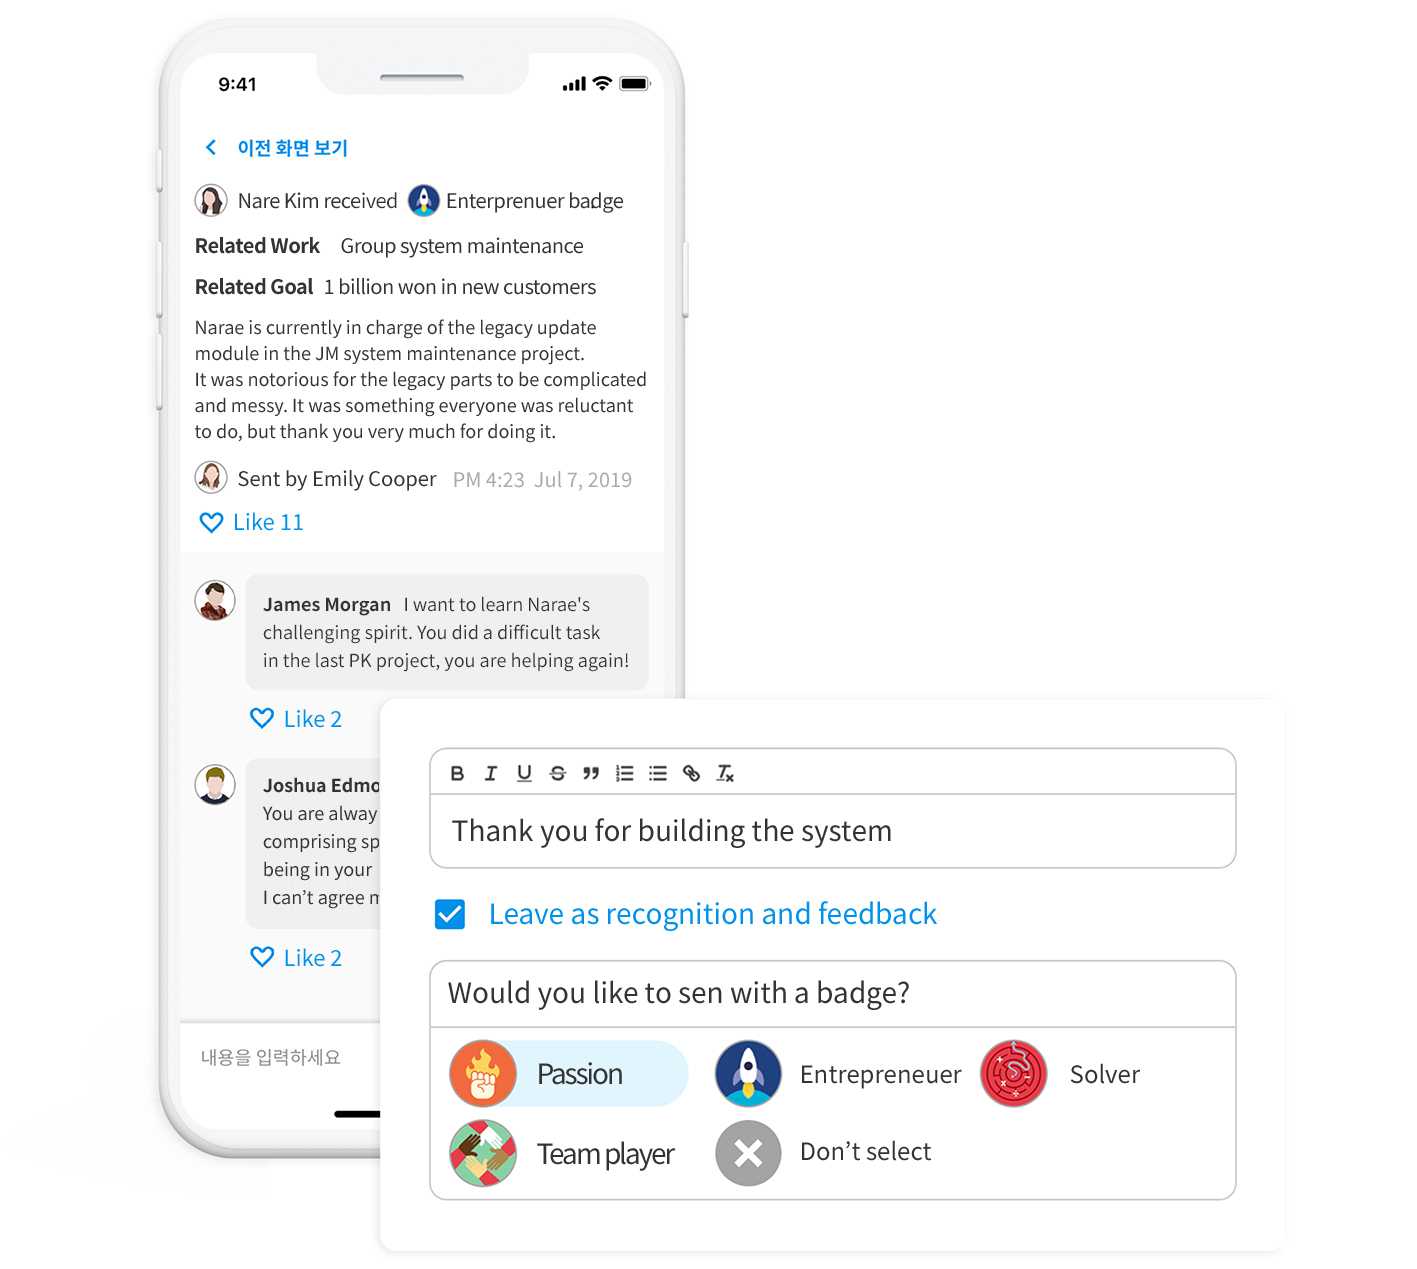 9:41
이전 화면 보기
Nare Kim received Enterprenuer badge
Related Work Group system maintenance
Related Goal 1 billion won in new customers
Narae is currently in charge of the legacy update
module in the JM system maintenance project.
It was notorious for the legacy parts to be complicated
and messy. It was something everyone was reluctant
to do, but thank you very much for doing it.
Sent by Emily Cooper PM 4:23 Jul 7, 2019
Like 11
James Morgan I want to learn Narae's
challenging spirit. You did a difficult task
in the last PK project, you are helping again!
Like 2
Joshua Edmo
You are alway
comprising sp
being in your
I can’t agree
Like 2
내용을 입력하세요
B I U S
Thank you for building the system
Leave as recognition and feedback
Would you like to sen with a badge?
Passion Entrepreneuer Solver
Team player Don’t select